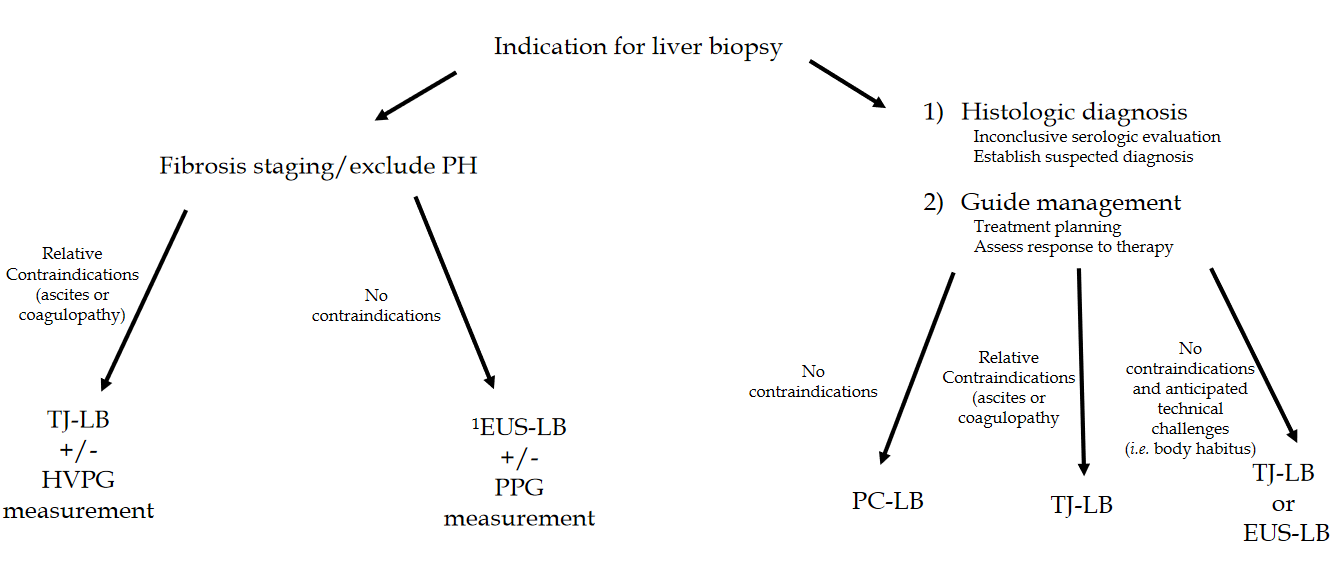 Indication for liver biopsy
Fibrosis staging/exclude PH
Relative
Contraindications
(ascites or
coagulopathy)
No
contraindications
TJ-LB
+/-
HVPG
measurement
¹EUS-LB
+/-
PPG
measurement
1) Histologic diagnosis
Inconclusive serologic evaluation
Establish suspected diagnosis
2) Guide management
Treatment planning
Assess response to therapy
No
contraindications
Relative
Contraindications
(ascites or
coagulopathy
No
contraindications
and anticipated
technical
challenges
(i.e. body habitus)
PC-LB
TJ-LB
TJ-LB
or
EUS-LB